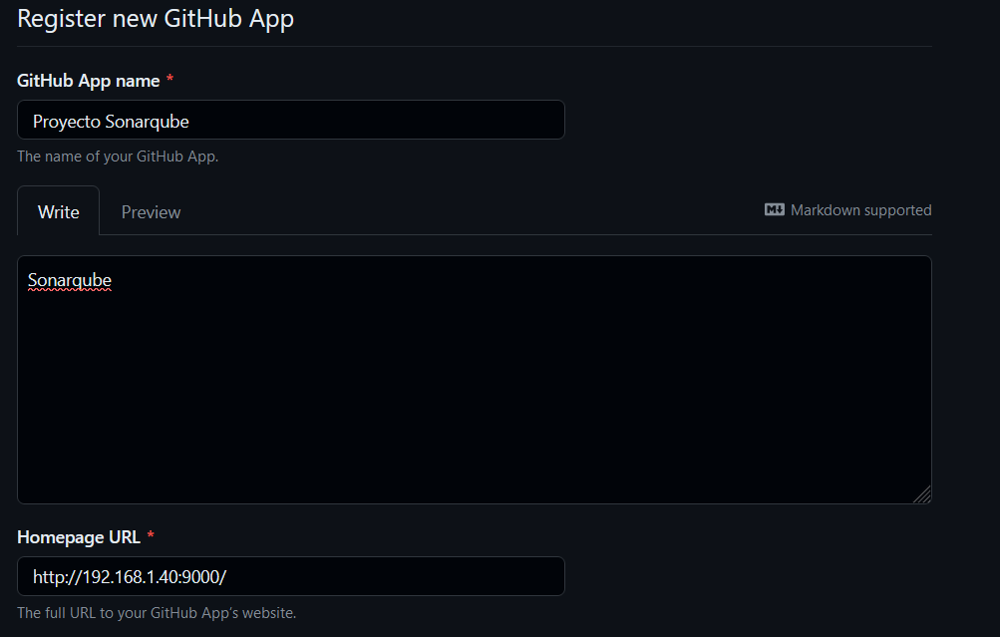 Register new GitHub App
GitHub App name *
Proyecto Sonarqube
The name of your GitHub App.
Write Preview Markdown supported
Sonarqube
Homepage URL *
http://192.168.1.40:9000/
The full URL to your GitHub App's website.